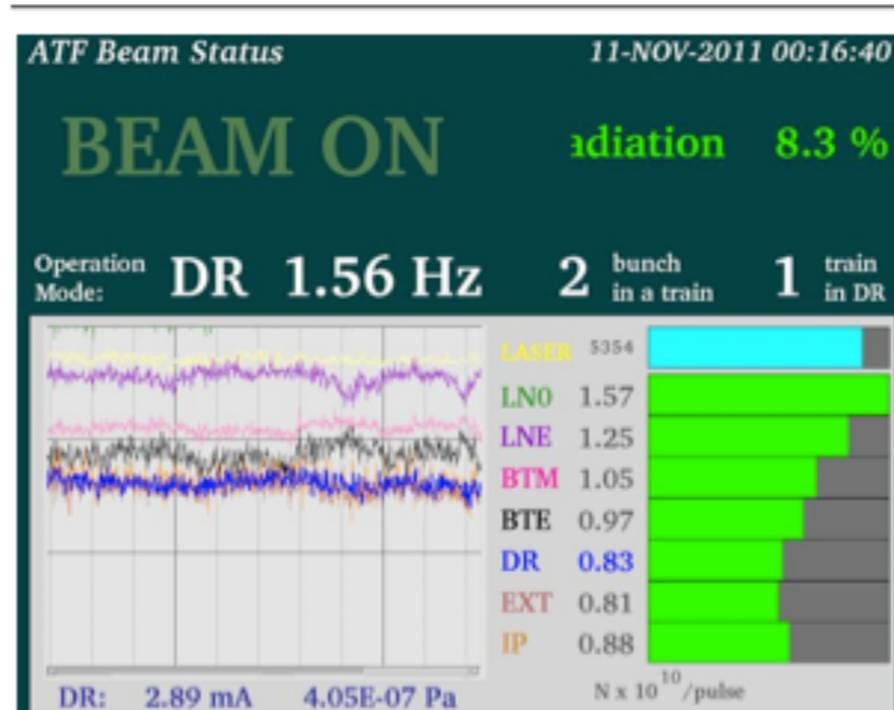 ATF Beam Status 11-NOV-2011 00:16:40
BEAM ON adiation 8.3 %
Operation Mode: DR 1.56 Hz 2 bunch in a train 1 train in DR
LASER 5354
LN0 1.57
LNE 1.25
BTM 1.05
BTE 0.97
DR 0.83
EXT 0.81
IP 0.88
DR: 2.89 mA 4.05E-07 Pa N x 10^10/pulse